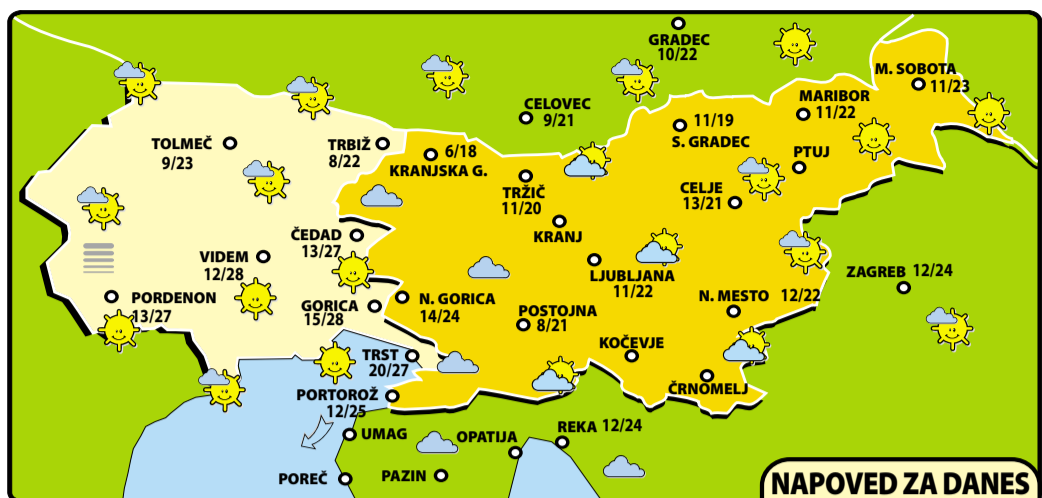 GRADEC
10/22
M. SOBOTA
11/23
MARIBOR
11/22
CELOVEC
9/21
11/19
S. GRADEC
TOLMEČ
9/23
TRBIŽ
8/22
6/18
KRANJSKA G.
PTUJ
TRŽIČ
11/20
CELJE
13/21
KRANJ
ČEDAD
13/27
VIDEM
12/28
LJUBLJANA
11/22
ZAGREB 12/24
PORDENON
13/27
GORICA
15/28
N. GORICA
14/24
POSTOJNA
8/21
N. MESTO 12/22
KOČEVJE
TRST
20/27
ČRNOMELJ
PORTOROŽ
12/25
UMAG
OPATIJA
REKA 12/24
POREČ
PAZIN
NAPOVED ZA DANES